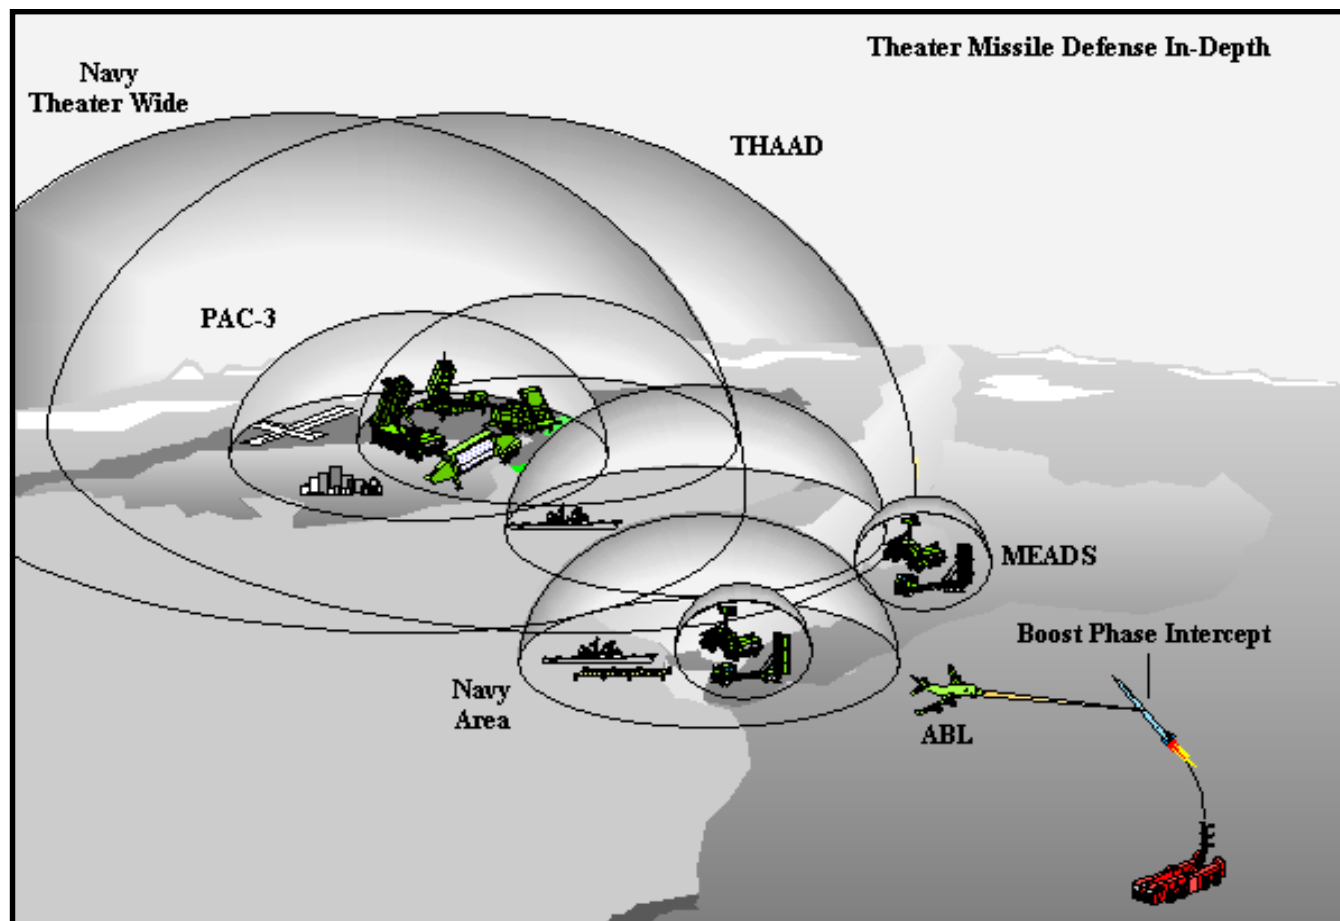 Theater Missile Defense In-Depth
Navy
Theater Wide
THAAD
PAC-3
MEADS
Boost Phase Intercept
Navy
Area
ABL